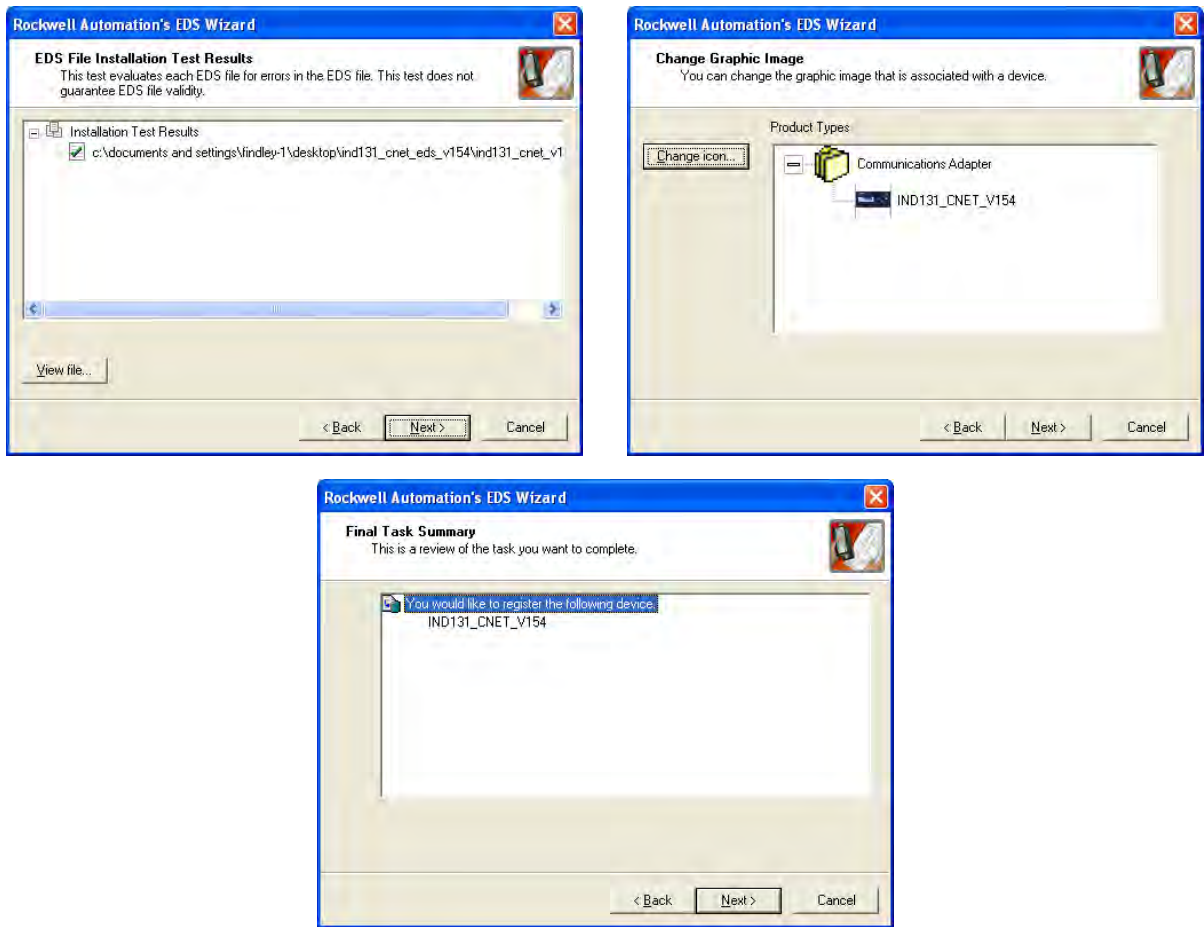 Rockwell Automation's EDS Wizard
EDS File Installation Test Results
This test evaluates each EDS file for errors in the EDS file. This test does not
guarantee EDS file validity.
Installation Test Results
c:\documents and settings\findley-1\desktop\ind131_cnet_eds_v154\ind131_cnet_v1
View file...
< Back
Next >
Cancel
Rockwell Automation's EDS Wizard
Change Graphic Image
You can change the graphic image that is associated with a device.
Product Types
Change icon...
Communications Adapter
IND131_CNET_V154
< Back
Next >
Cancel
Rockwell Automation's EDS Wizard
Final Task Summary
This is a review of the task you want to complete.
You would like to register the following device.
IND131_CNET_V154
< Back
Next >
Cancel